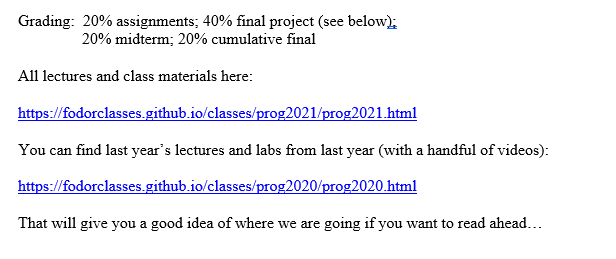 Grading:  20% assignments; 40% final project (see below);
20% midterm; 20% cumulative final
All lectures and class materials here:
https://fodorclasses.github.io/classes/prog2021/prog2021.html
You can find last year’s lectures and labs from last year (with a handful of videos):
https://fodorclasses.github.io/classes/prog2020/prog2020.html
That will give you a good idea of where we are going if you want to read ahead…